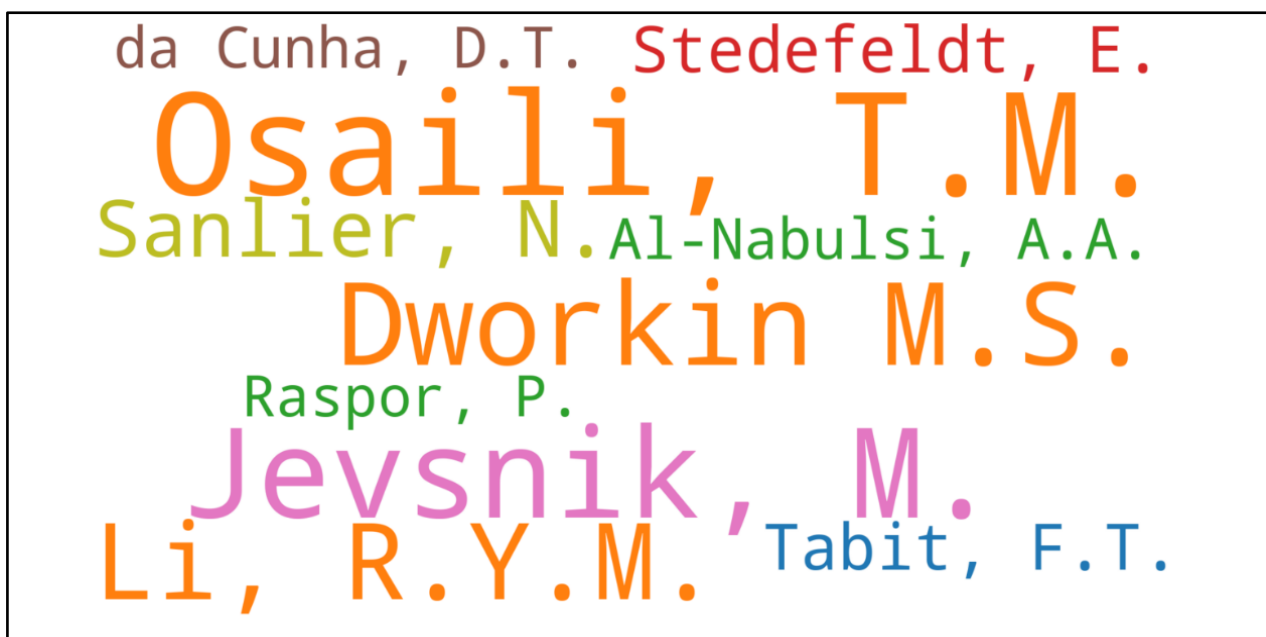 da Cunha, D.T. Stedefeldt, E.
Osaili, T.M.
Sanlier, N. Al-Nabulsi, A.A.
Dworkin M.S.
Raspor, P.
Jevsnik, M.
Li, R.Y.M. Tabit, F.T.